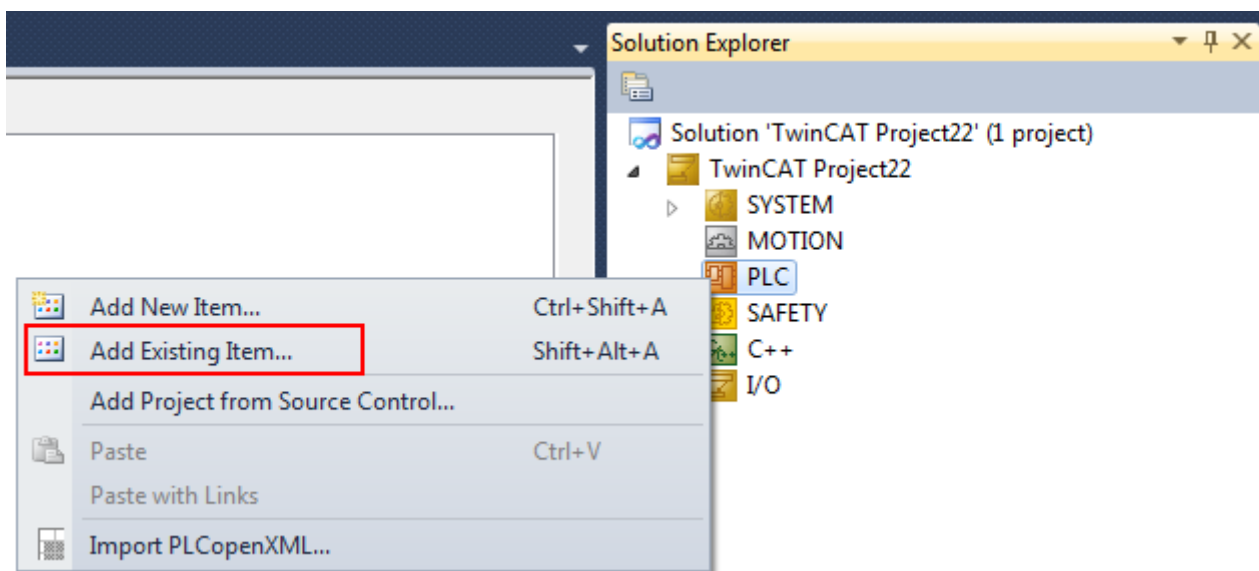 Solution Explorer
Solution 'TwinCAT Project22' (1 project)
TwinCAT Project22
SYSTEM
MOTION
PLC
SAFETY
C++
I/O
Add New Item... Ctrl+Shift+A
Add Existing Item... Shift+Alt+A
Add Project from Source Control...
Paste Ctrl+V
Paste with Links
Import PLCopenXML...